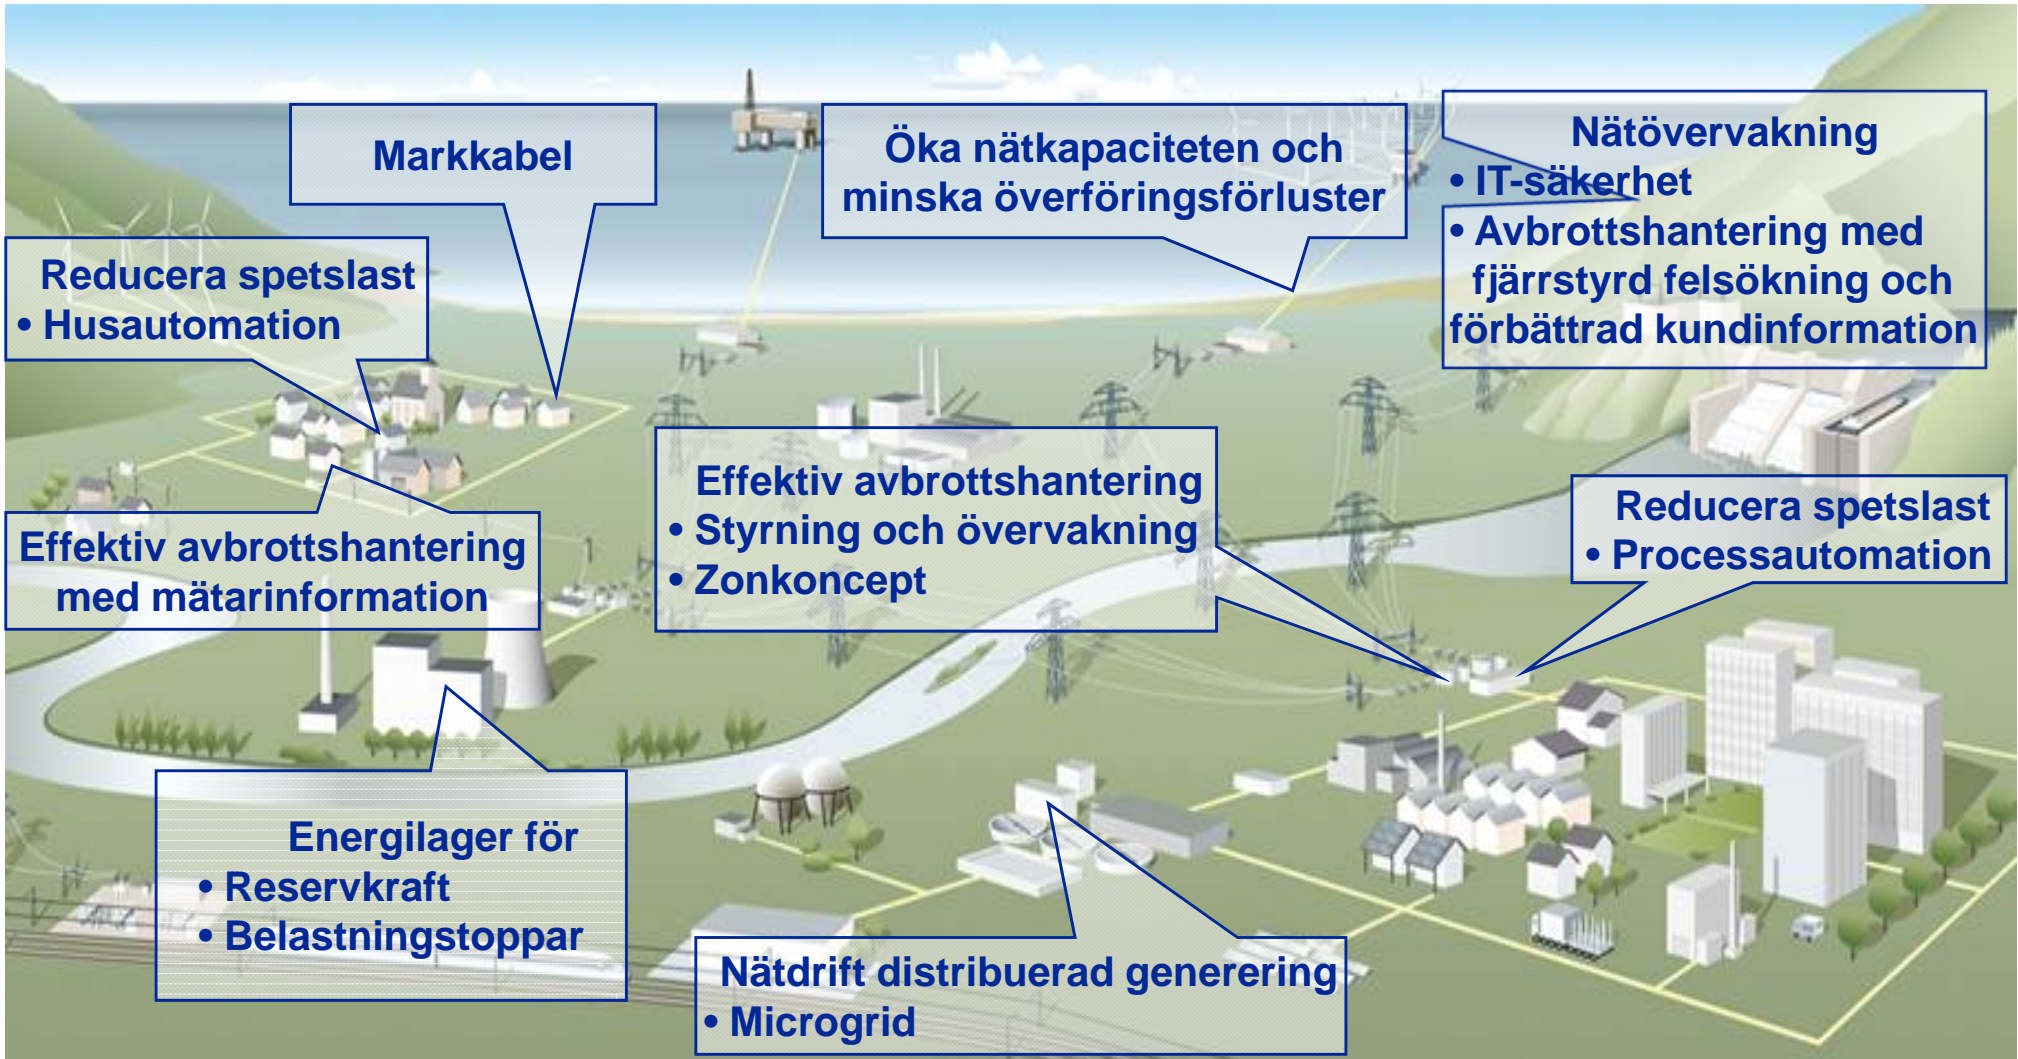 Markkabel
Öka nätkapaciteten och
minska överföringsförluster
Nätövervakning
• IT-säkerhet
• Avbrottshantering med
fjärrstyrd felsökning och
förbättrad kundinformation
Reducera spetslast
• Husautomation
Effektiv avbrottshantering
• Styrning och övervakning
• Zonkoncept
Reducera spetslast
• Processautomation
Effektiv avbrottshantering
med mätarinformation
Energilager för
• Reservkraft
• Belastningstoppar
Nätdrift distribuerad generering
• Microgrid